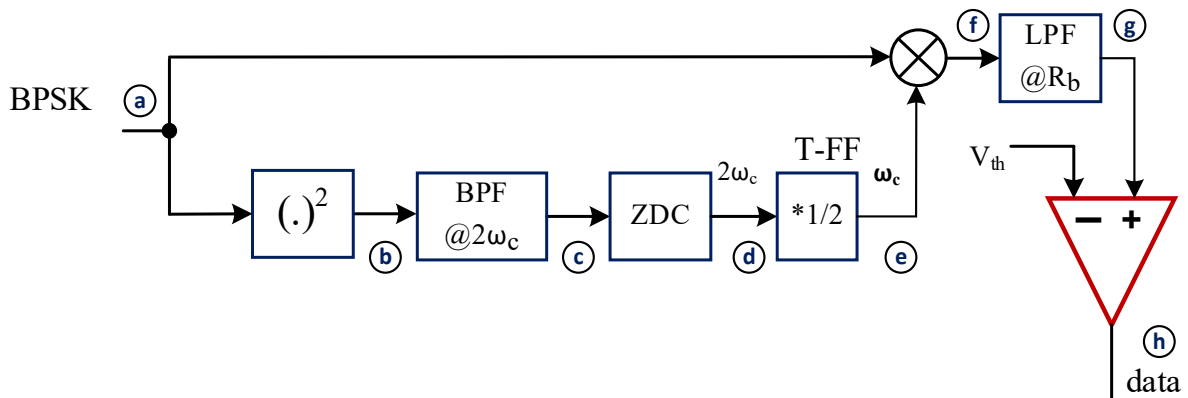 BPSK
a
(.)²
b
BPF
@2ω_c
c
ZDC
2ω_c
d
T-FF
*1/2
ω_c
e
f
LPF
@R_b
g
V_th
− +
h
data